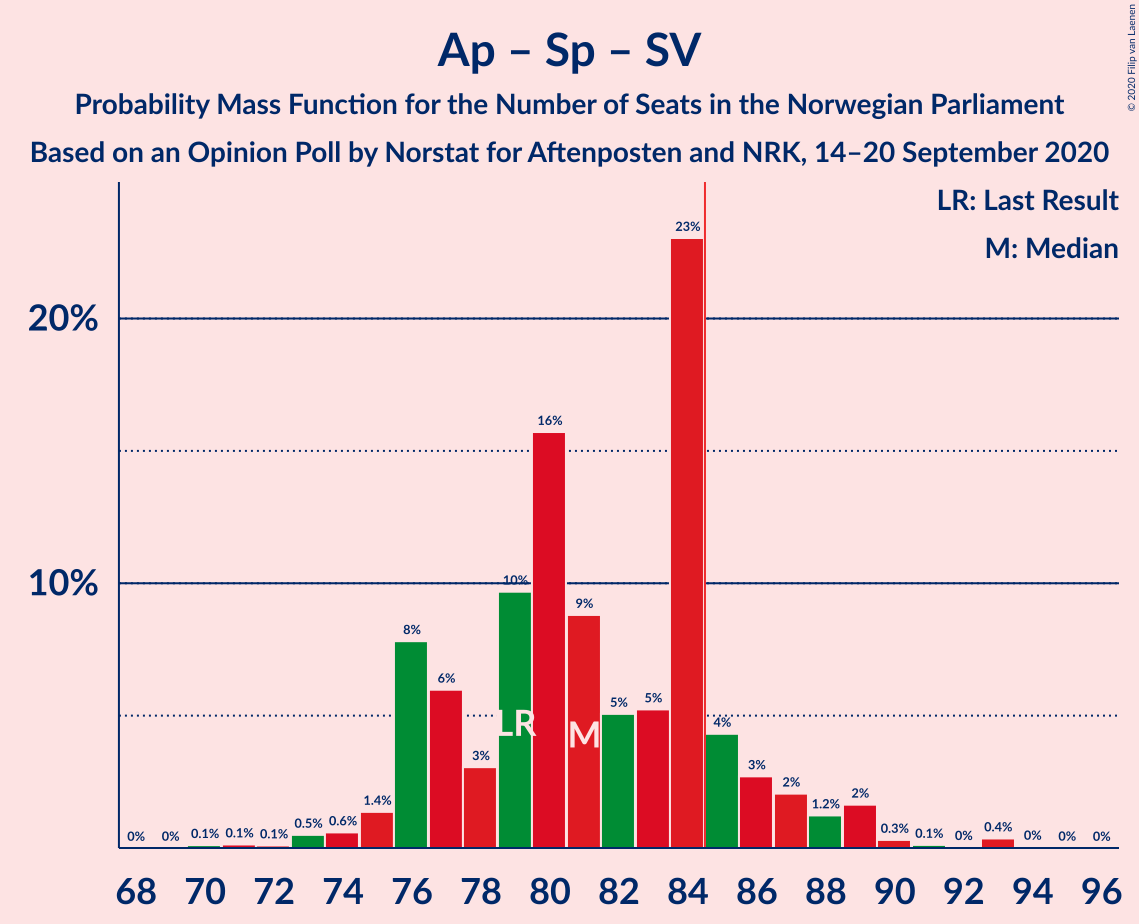 Ap – Sp – SV
Probability Mass Function for the Number of Seats in the Norwegian Parliament
Based on an Opinion Poll by Norstat for Aftenposten and NRK, 14–20 September 2020
© 2020 Filip van Laenen
LR: Last Result
M: Median
20%
10%
0% 0% 0.1% 0.1% 0.1% 0.5% 0.6% 1.4% 8% 6% 3% 10% 16% 9% 5% 5% 23% 4% 3% 2% 1.2% 2% 0.3% 0.1% 0% 0.4% 0% 0% 0%
LR M
68 70 72 74 76 78 80 82 84 86 88 90 92 94 96